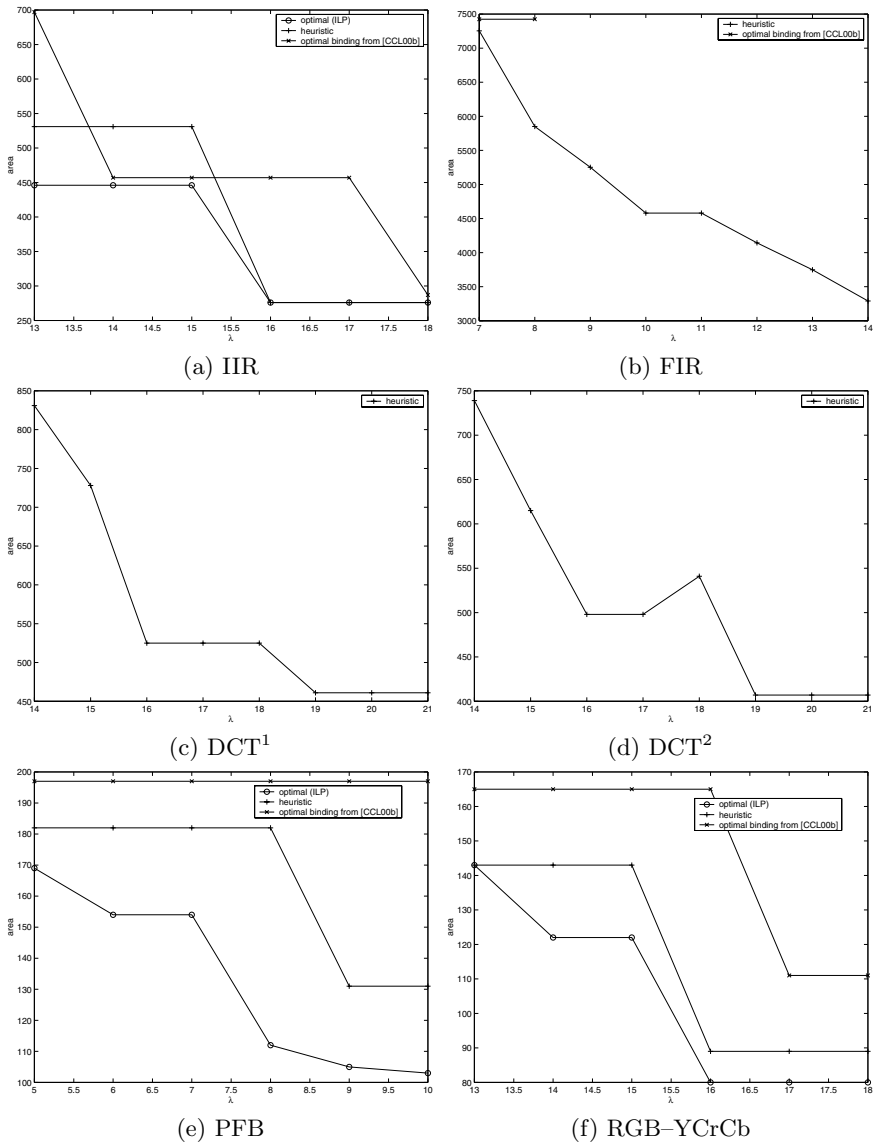 700
650
600
550
500
450
400
350
300
250
area
optimal (ILP)
heuristic
optimal binding from [CCL00b]
13 13.5 14 14.5 15 15.5 16 16.5 17 17.5 18
λ
(a) IIR
7500
7000
6500
6000
5500
5000
4500
4000
3500
3000
area
heuristic
optimal binding from [CCL00b]
7 8 9 10 11 12 13 14
λ
(b) FIR
850
800
750
700
650
600
550
500
450
area
heuristic
14 15 16 17 18 19 20 21
λ
(c) DCT¹
750
700
650
600
550
500
450
400
area
heuristic
14 15 16 17 18 19 20 21
λ
(d) DCT²
200
190
180
170
160
150
140
130
120
110
100
area
optimal (ILP)
heuristic
optimal binding from [CCL00b]
5 5.5 6 6.5 7 7.5 8 8.5 9 9.5 10
λ
(e) PFB
170
160
150
140
130
120
110
100
90
80
area
optimal (ILP)
heuristic
optimal binding from [CCL00b]
13 13.5 14 14.5 15 15.5 16 16.5 17 17.5 18
λ
(f) RGB–YCrCb